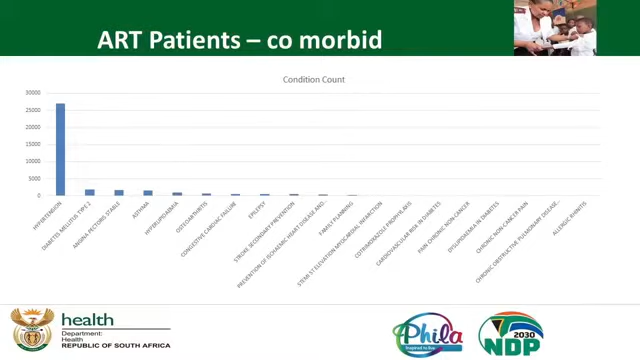 ART Patients – co morbid
Condition Count
30000
25000
20000
15000
10000
5000
0
HYPERTENSION
DIABETES MELLITUS TYPE 2
ANGINA PECTORIS STABLE
ASTHMA
HYPERLIPIDAEMIA
OSTEOARTHRITIS
CONGESTIVE CARDIAC FAILURE
EPILEPSY
STROKE SECONDARY PREVENTION
PREVENTION OF ISCHAEMIC HEART DISEASE AND...
FAMILY PLANNING
STEMI ST ELEVATION MYOCARDIAL INFARCTION
COTRIMOXAZOLE PROPHYLAXIS
CARDIOVASCULAR RISK IN DIABETES
PAIN CHRONIC NON-CANCER
DYSLIPIDAEMIA IN DIABETES
CHRONIC NON-CANCER PAIN
CHRONIC OBSTRUCTIVE PULMONARY DISEASE...
ALLERGIC RHINITIS
health
Department:
Health
REPUBLIC OF SOUTH AFRICA
Phila
Inspired to live
2030
NDP